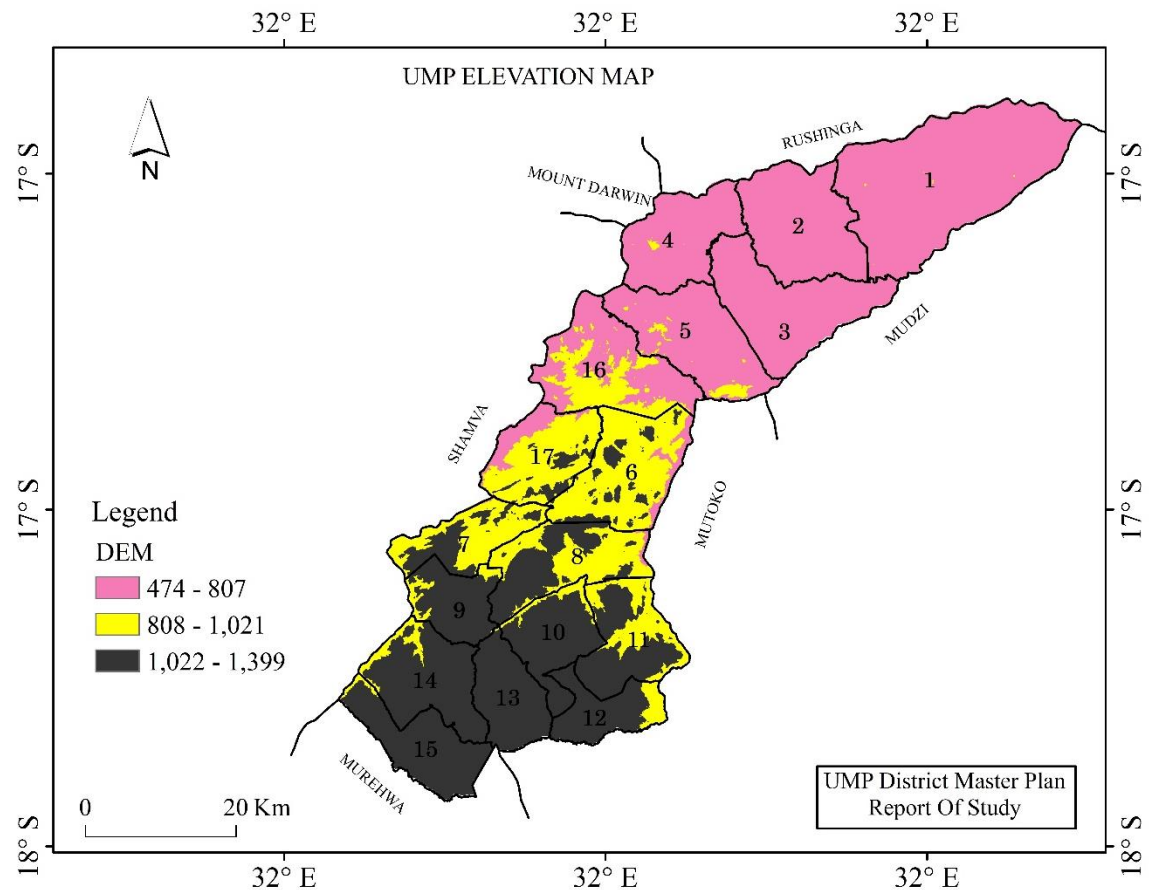 32° E 32° E 32° E
UMP ELEVATION MAP
N
RUSHINGA
MOUNT DARWIN
17° S 17° S
1
2
4
3
5
MUDZI
16
SHAMVA
17
6
MUTOKO
17° S 17° S
7
8
9
10
11
14
13
12
15
MUREHWA
Legend
DEM
474 - 807
808 - 1,021
1,022 - 1,399
0 20 Km
UMP District Master Plan
Report Of Study
18° S 18° S
32° E 32° E 32° E